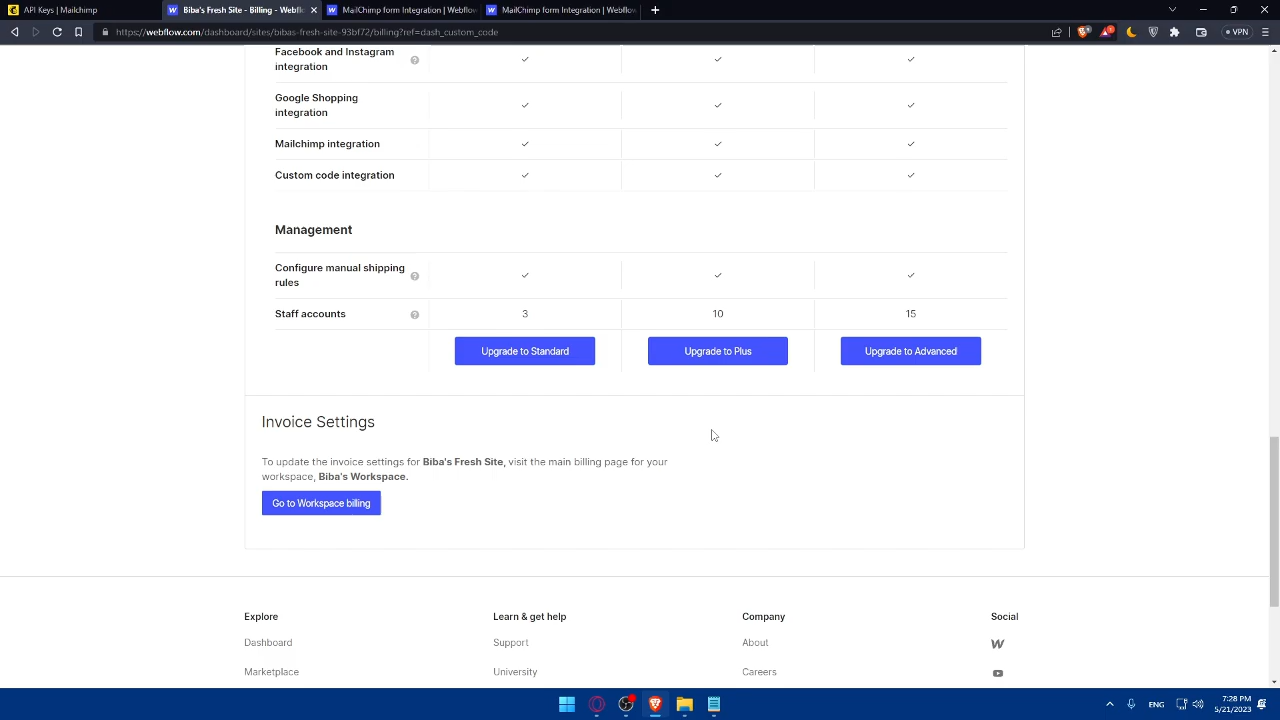 API Keys | Mailchimp
Biba's Fresh Site - Billing - Webfl
MailChimp form Integration | Webflow
MailChimp form Integration | Webflow
https://webflow.com/dashboard/sites/bibas-fresh-site-93bf72/billing?ref=dash_custom_code
VPN
Facebook and Instagram
integration
Google Shopping
integration
Mailchimp integration
Custom code integration
Management
Configure manual shipping
rules
Staff accounts
3
10
15
Upgrade to Standard
Upgrade to Plus
Upgrade to Advanced
Invoice Settings
To update the invoice settings for Biba's Fresh Site, visit the main billing page for your
workspace, Biba's Workspace.
Go to Workspace billing
Explore
Learn & get help
Company
Social
Dashboard
Support
About
Marketplace
University
Careers
ENG
7:28 PM
5/21/2023